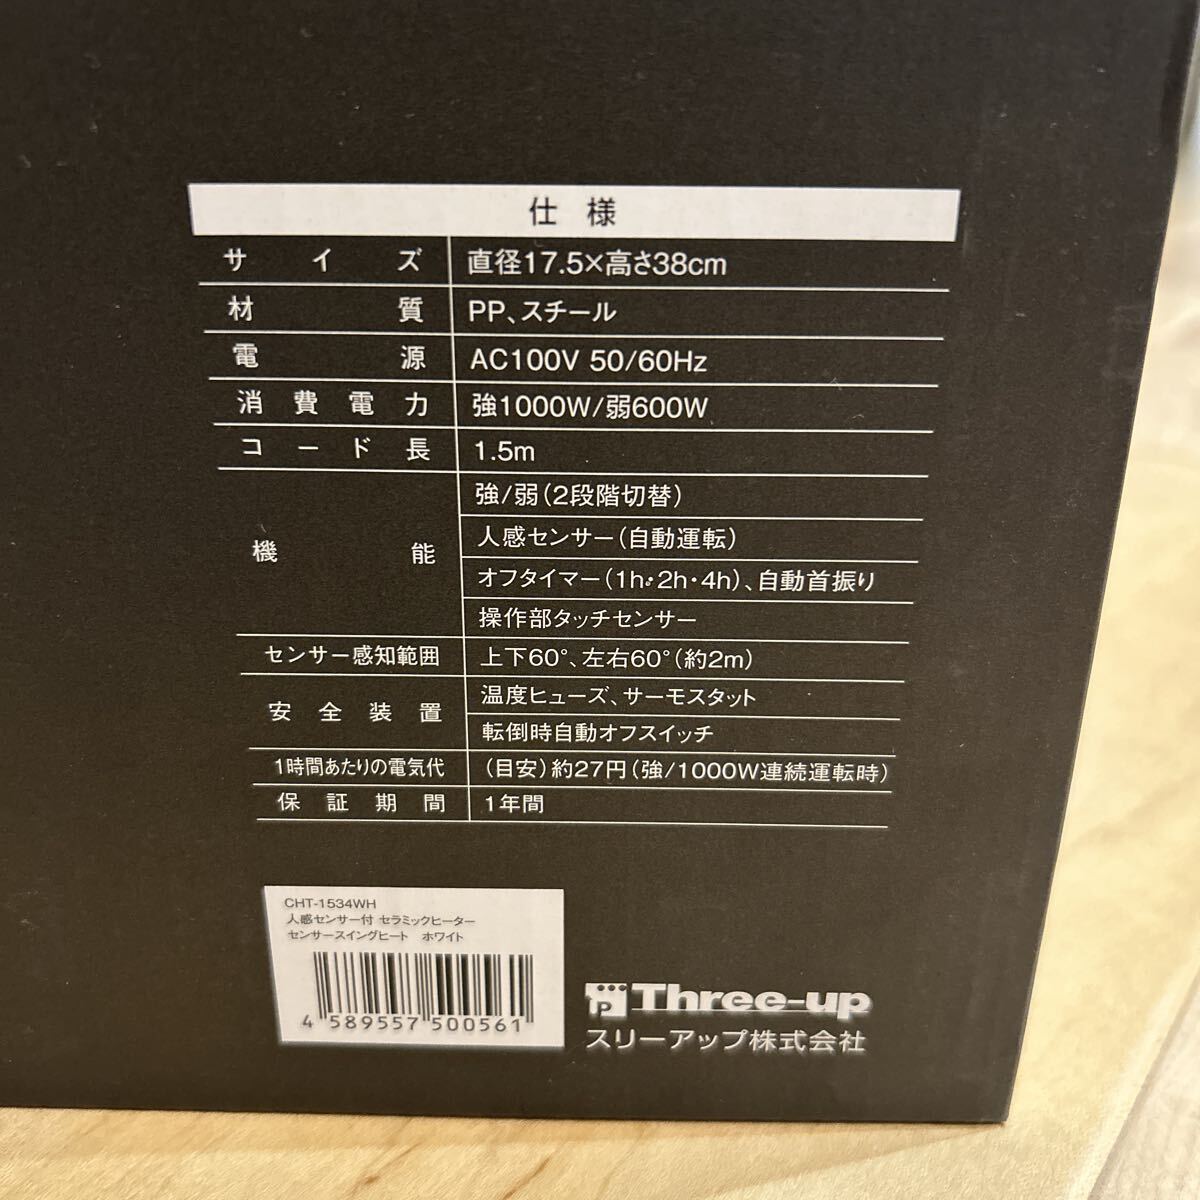 仕様
サイズ 直径17.5×高さ38cm
材質 PP、スチール
電源 AC100V 50/60Hz
消費電力 強1000W/弱600W
コード長 1.5m
機能 強/弱(2段階切替)
人感センサー(自動運転)
オフタイマー(1h・2h・4h)、自動首振り
操作部タッチセンサー
センサー感知範囲 上下60°、左右60°(約2m)
安全装置 温度ヒューズ、サーモスタット
転倒時自動オフスイッチ
1時間あたりの電気代 (目安)約27円(強/1000W連続運転時)
保証期間 1年間
CHT-1534WH
人感センサー付 セラミックヒーター
センサースイングヒート ホワイト
4 589557 500561
P Three-up
スリーアップ株式会社